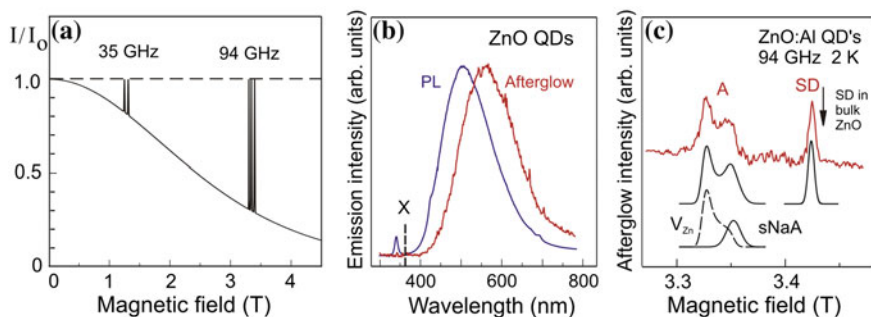 (a)
I/Io
35 GHz
94 GHz
1.0
0.5
0
0
1
2
3
4
Magnetic field (T)
(b)
ZnO QDs
PL
Afterglow
X
Emission intensity (arb. units)
400
600
800
Wavelength (nm)
(c)
ZnO:Al QD's
94 GHz 2 K
A
SD
SD in
bulk
ZnO
VZn
sNaA
Afterglow intensity (arb. units)
3.3
3.4
Magnetic field (T)